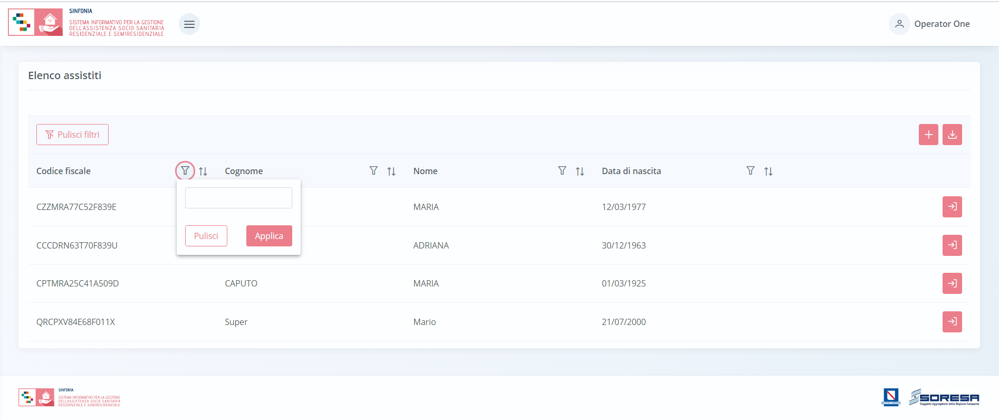 SINFONIA
SISTEMA INFORMATIVO PER LA GESTIONE
DELL'ASSISTENZA SOCIO SANITARIA
RESIDENZIALE E SEMIRESIDENZIALE
Operator One
Elenco assistiti
Pulisci filtri
Codice fiscale Cognome Nome Data di nascita
CZZMRA77C52F839E MARIA 12/03/1977
Pulisci Applica
CCCDRN63T70F839U ADRIANA 30/12/1963
CPTMRA25C41A509D CAPUTO MARIA 01/03/1925
QRCPXV84E68F011X Super Mario 21/07/2000
SINFONIA
SISTEMA INFORMATIVO PER LA GESTIONE
DELL'ASSISTENZA SOCIO SANITARIA
RESIDENZIALE E SEMIRESIDENZIALE
REGIONE CAMPANIA
SORESA
Soggetto Aggregatore della Regione Campania